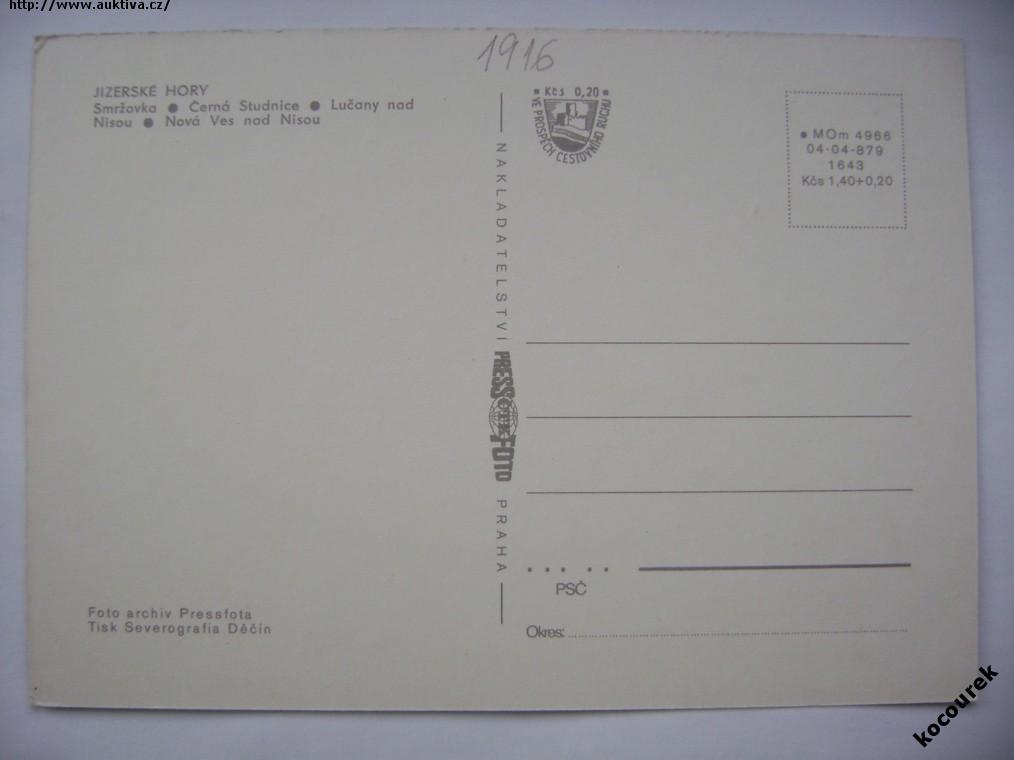 http://www.auktiva.cz/
1916
JIZERSKÉ HORY
Smržovka ● Černá Studnice ● Lučany nad
Nisou ● Nová Ves nad Nisou
Kčs 0,20
VE PROSPĚCH CESTOVNÍHO RUCHU
● MOm 4966
04-04-879
1643
Kčs 1,40+0,20
NAKLADATELSTVÍ
PRESSFOTO
PRAHA
PSČ
Okres:
Foto archiv Pressfota
Tisk Severografia Děčín
kocourek